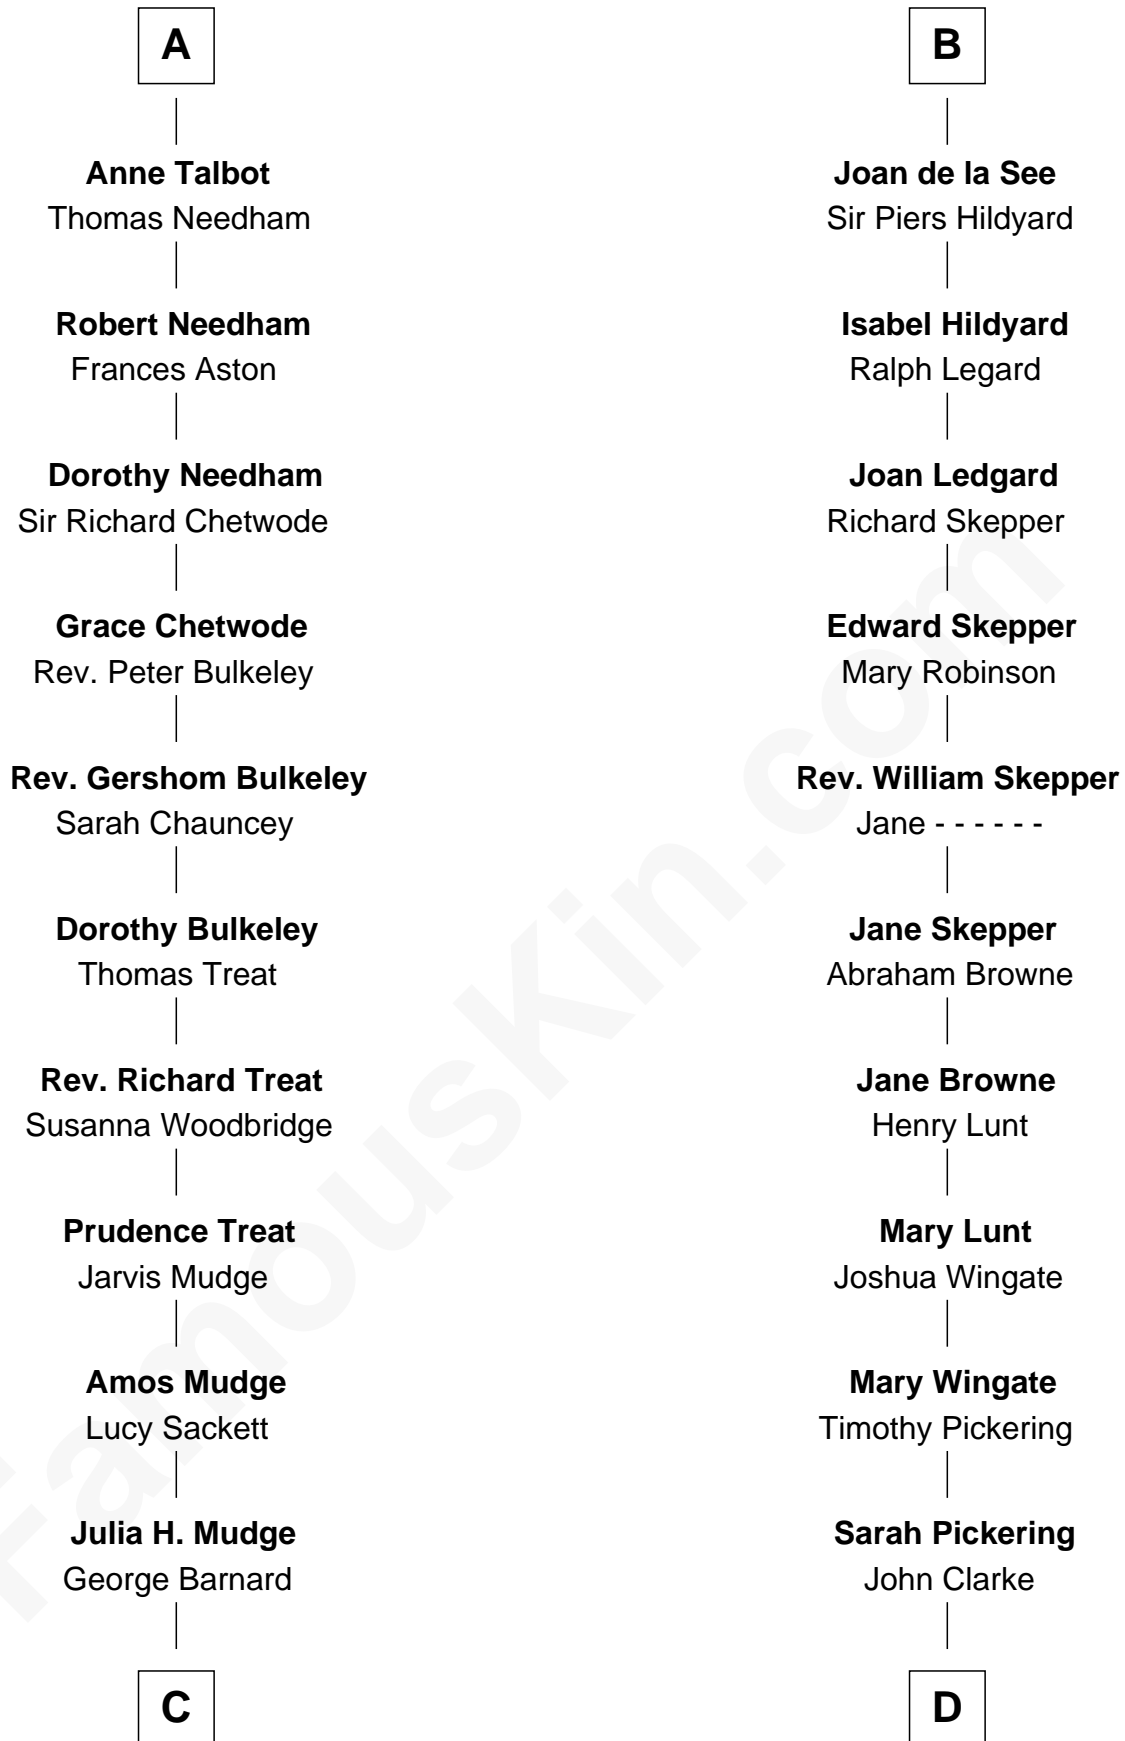 A
Anne Talbot
Thomas Needham
Robert Needham
Frances Aston
Dorothy Needham
Sir Richard Chetwode
Grace Chetwode
Rev. Peter Bulkeley
Rev. Gershom Bulkeley
Sarah Chauncey
Dorothy Bulkeley
Thomas Treat
Rev. Richard Treat
Susanna Woodbridge
Prudence Treat
Jarvis Mudge
Amos Mudge
Lucy Sackett
Julia H. Mudge
George Barnard
C
B
Joan de la See
Sir Piers Hildyard
Isabel Hildyard
Ralph Legard
Joan Ledgard
Richard Skepper
Edward Skepper
Mary Robinson
Rev. William Skepper
Jane - - - - - -
Jane Skepper
Abraham Browne
Jane Browne
Henry Lunt
Mary Lunt
Joshua Wingate
Mary Wingate
Timothy Pickering
Sarah Pickering
John Clarke
D
FamousKin.com